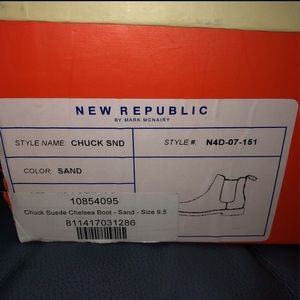 NEW REPUBLIC
BY MARK MCNAIRY
STYLE NAME: CHUCK SND
STYLE #: N4D-07-151
COLOR: SAND
10854095
Chuck Suede Chelsea Boot - Sand - Size 9.5
811417031286